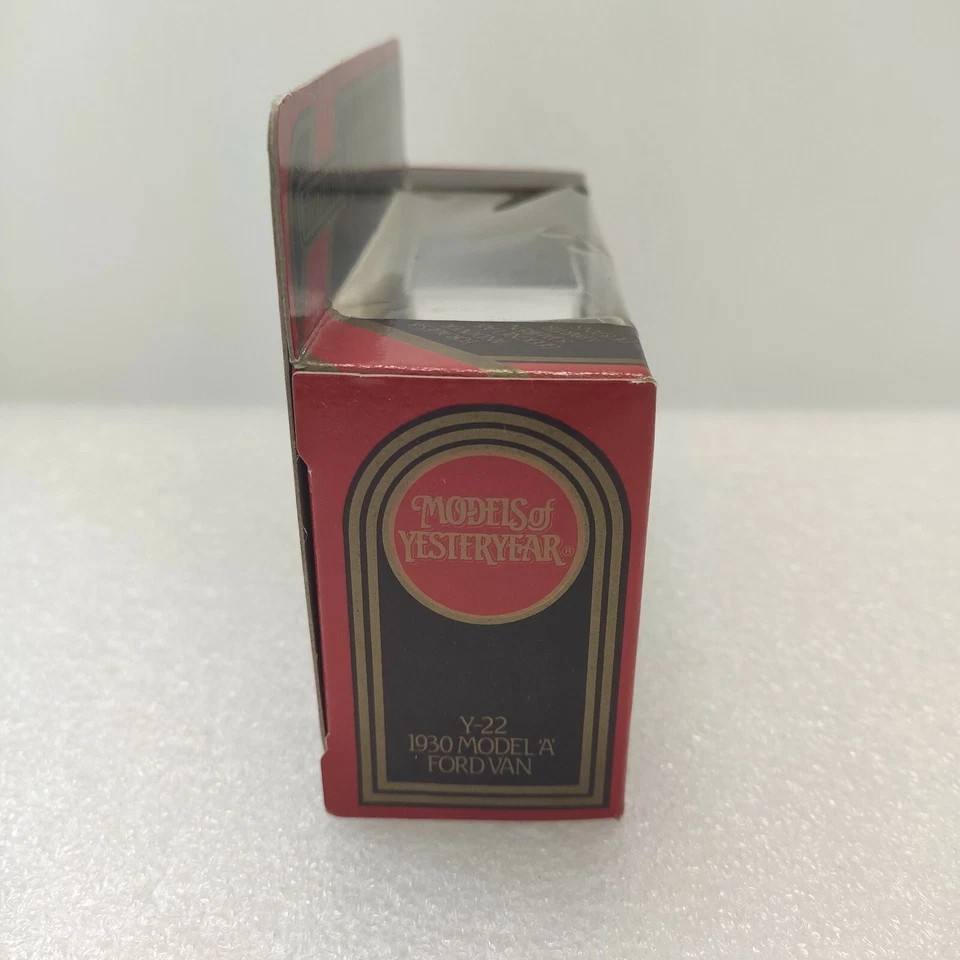 MODELS of
YESTERYEAR®
Y-22
1930 MODEL 'A'
FORD VAN